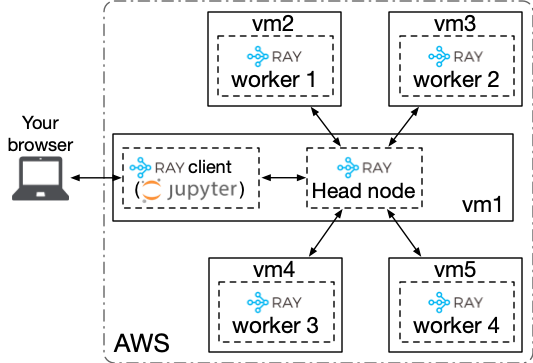 vm2
RAY
worker 1
vm3
RAY
worker 2
Your
browser
RAY client
(jupyter)
RAY
Head node
vm1
vm4
RAY
worker 3
vm5
RAY
worker 4
AWS